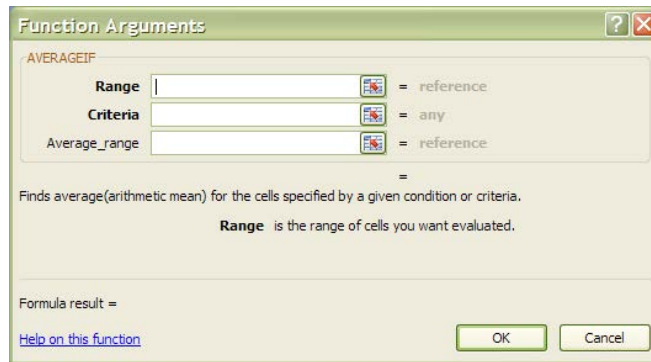 Function Arguments
?
AVERAGEIF
Range = reference
Criteria = any
Average_range = reference
=
Finds average(arithmetic mean) for the cells specified by a given condition or criteria.
Range is the range of cells you want evaluated.
Formula result =
Help on this function OK Cancel